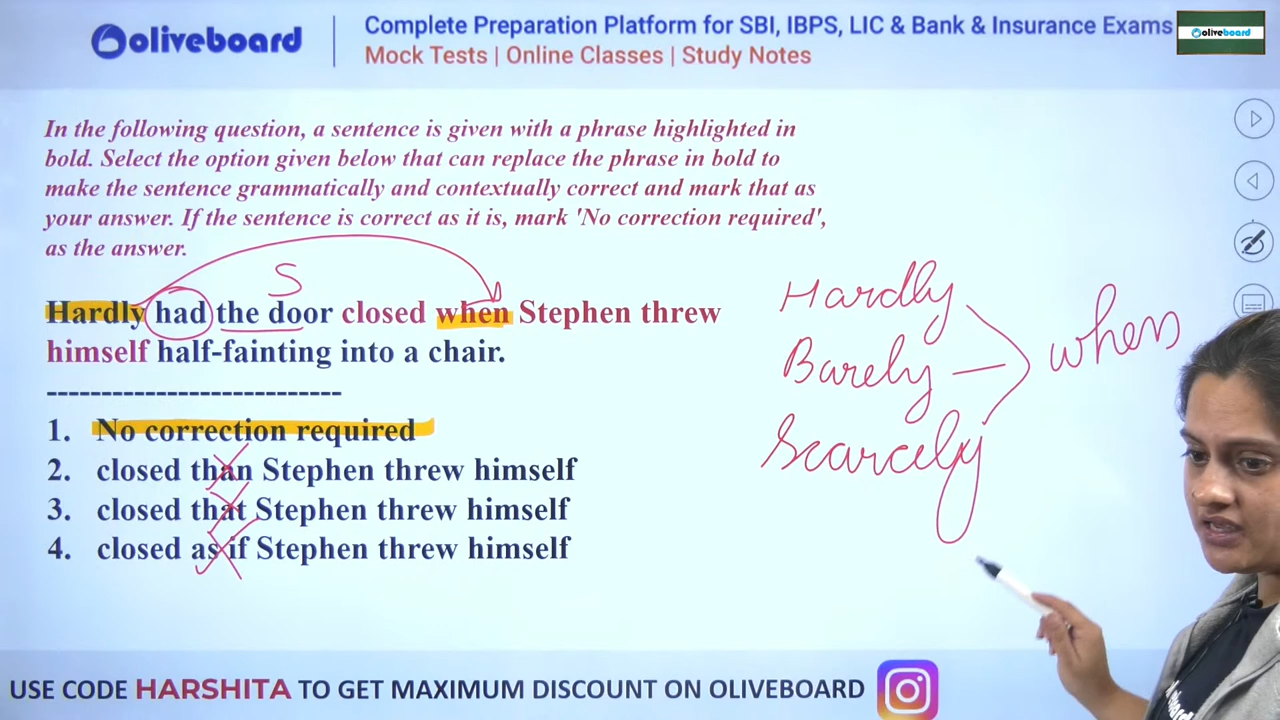 oliveboard
Complete Preparation Platform for SBI, IBPS, LIC & Bank & Insurance Exams
Mock Tests | Online Classes | Study Notes
oliveboard
In the following question, a sentence is given with a phrase highlighted in
bold. Select the option given below that can replace the phrase in bold to
make the sentence grammatically and contextually correct and mark that as
your answer. If the sentence is correct as it is, mark 'No correction required',
as the answer.
S
Hardly had the door closed when Stephen threw
himself half-fainting into a chair.
--------------------------
1. No correction required
2. closed than Stephen threw himself
3. closed that Stephen threw himself
4. closed as if Stephen threw himself
Hardly
Barely
Scarcely
when
USE CODE HARSHITA TO GET MAXIMUM DISCOUNT ON OLIVEBOARD